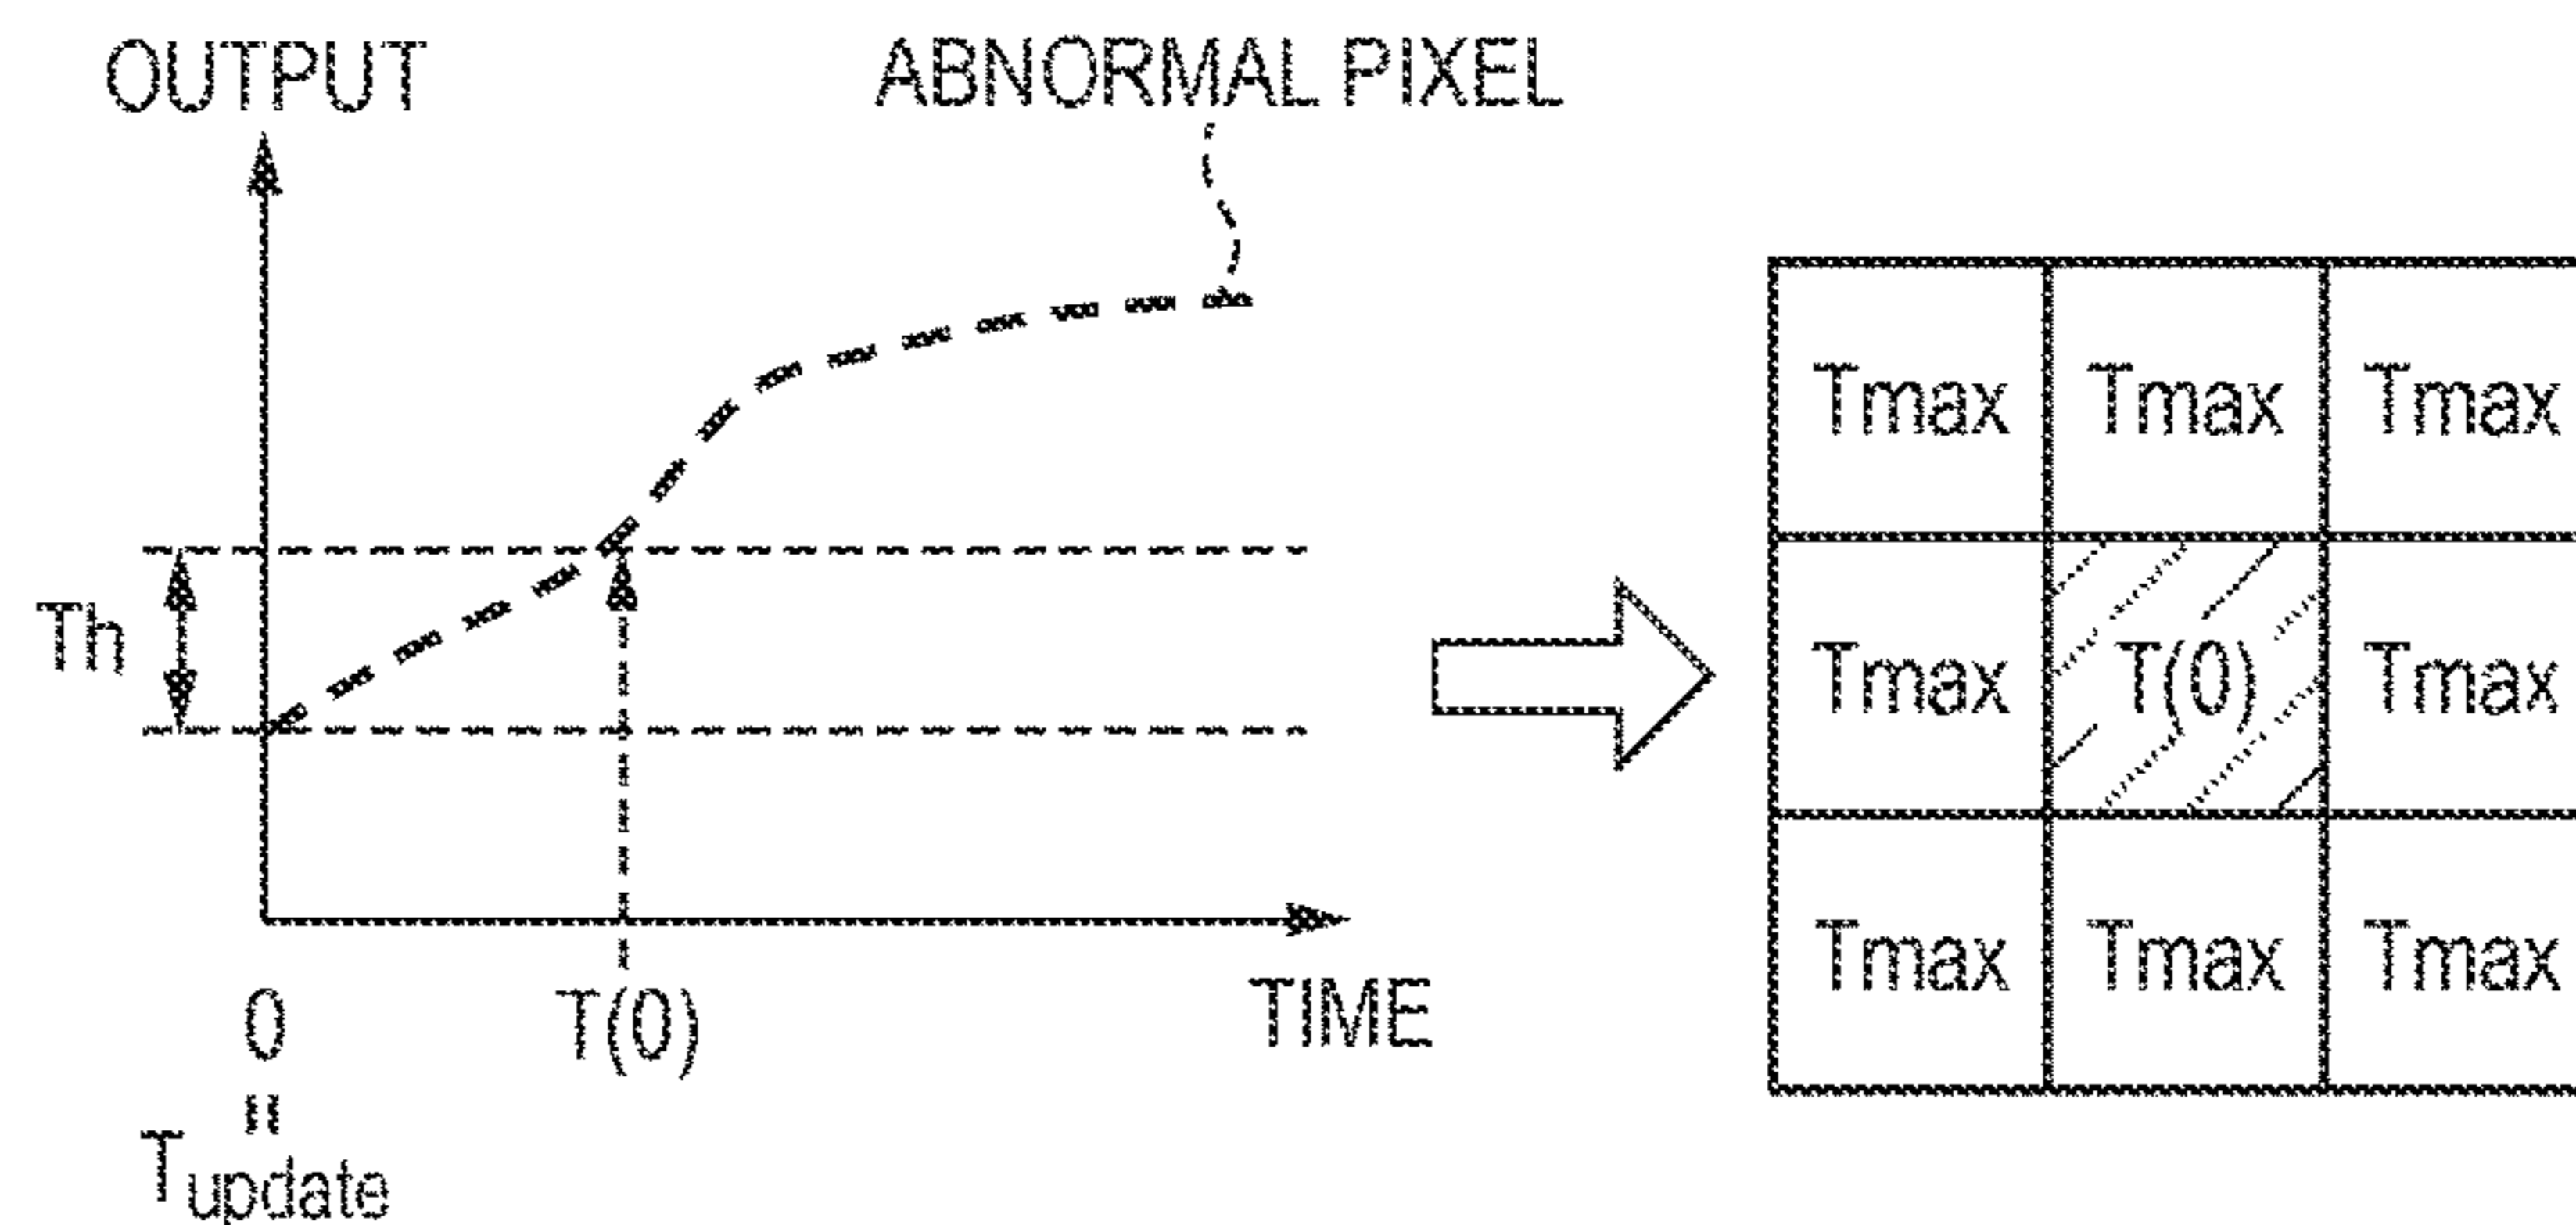 OUTPUT
ABNORMAL PIXEL
Th
0
=
Tupdate
T(0)
TIME
Tmax Tmax Tmax
Tmax T(0) Tmax
Tmax Tmax Tmax